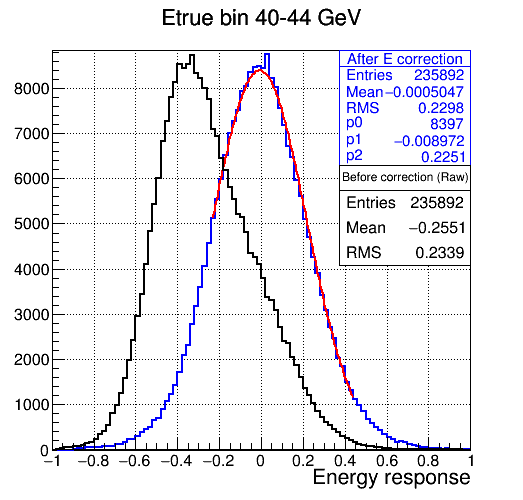 Etrue bin 40-44 GeV
After E correction
Entries 235892
Mean −0.0005047
RMS 0.2298
p0 8397
p1 −0.008972
p2 0.2251
Before correction (Raw)
Entries 235892
Mean −0.2551
RMS 0.2339
8000
7000
6000
5000
4000
3000
2000
1000
0
−1 −0.8 −0.6 −0.4 −0.2 0 0.2 0.4 0.6 0.8 1
Energy response